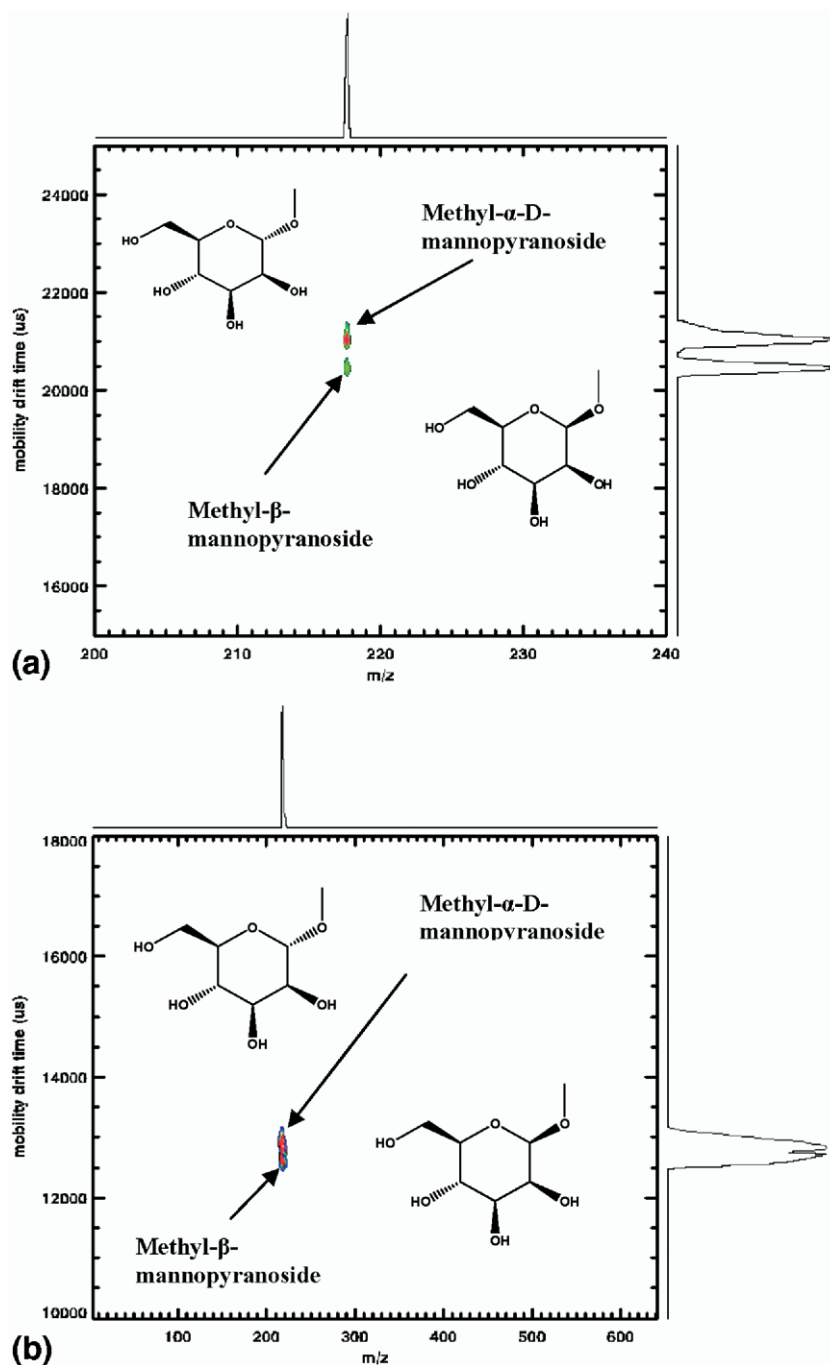 24000
22000
20000
18000
16000
mobility drift time (us)
HO
O
O
HO
OH
OH
Methyl-α-D-
mannopyranoside
O
O
HO
HO
OH
OH
Methyl-β-
mannopyranoside
200
210
220
230
240
m/z
(a)
18000
16000
14000
12000
10000
mobility drift time (us)
HO
O
O
HO
OH
OH
Methyl-α-D-
mannopyranoside
O
O
HO
HO
OH
OH
Methyl-β-
mannopyranoside
100
200
300
400
500
600
m/z
(b)